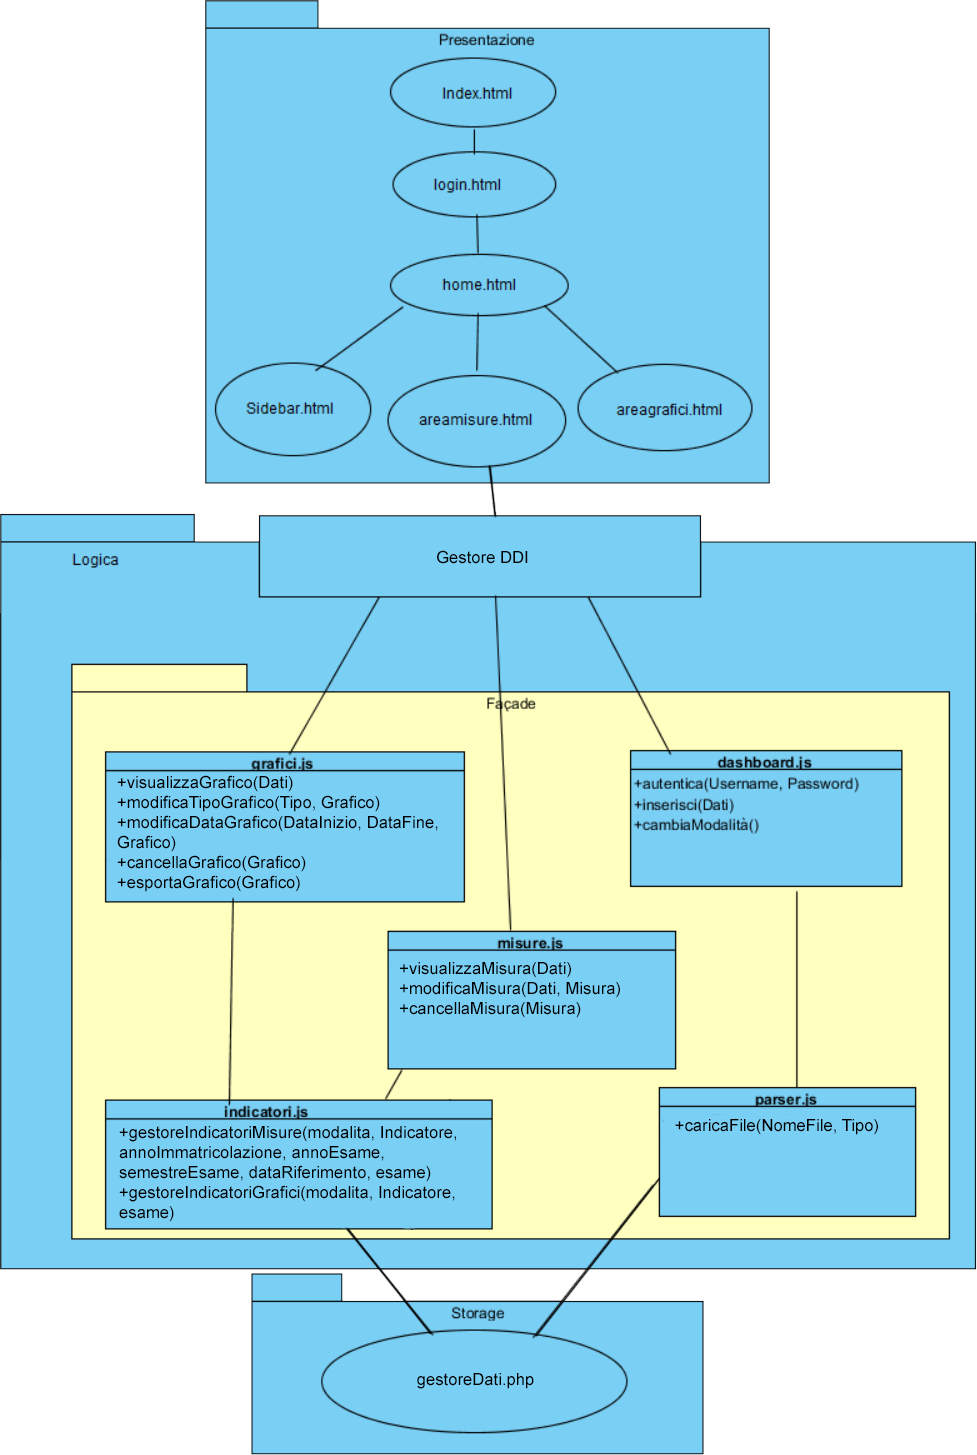 Presentazione
Index.html
login.html
home.html
Sidebar.html
areamisure.html
areagrafici.html
Gestore DDI
Logica
Façade
grafici.js
+visualizzaGrafico(Dati)
+modificaTipoGrafico(Tipo, Grafico)
+modificaDataGrafico(DataInizio, DataFine,
Grafico)
+cancellaGrafico(Grafico)
+esportaGrafico(Grafico)
dashboard.js
+autentica(Username, Password)
+inserisci(Dati)
+cambiaModalità()
misure.js
+visualizzaMisura(Dati)
+modificaMisura(Dati, Misura)
+cancellaMisura(Misura)
indicatori.js
+gestoreIndicatoriMisure(modalita, Indicatore,
annoImmatricolazione, annoEsame,
semestreEsame, dataRiferimento, esame)
+gestoreIndicatoriGrafici(modalita, Indicatore,
esame)
parser.js
+caricaFile(NomeFile, Tipo)
Storage
gestoreDati.php